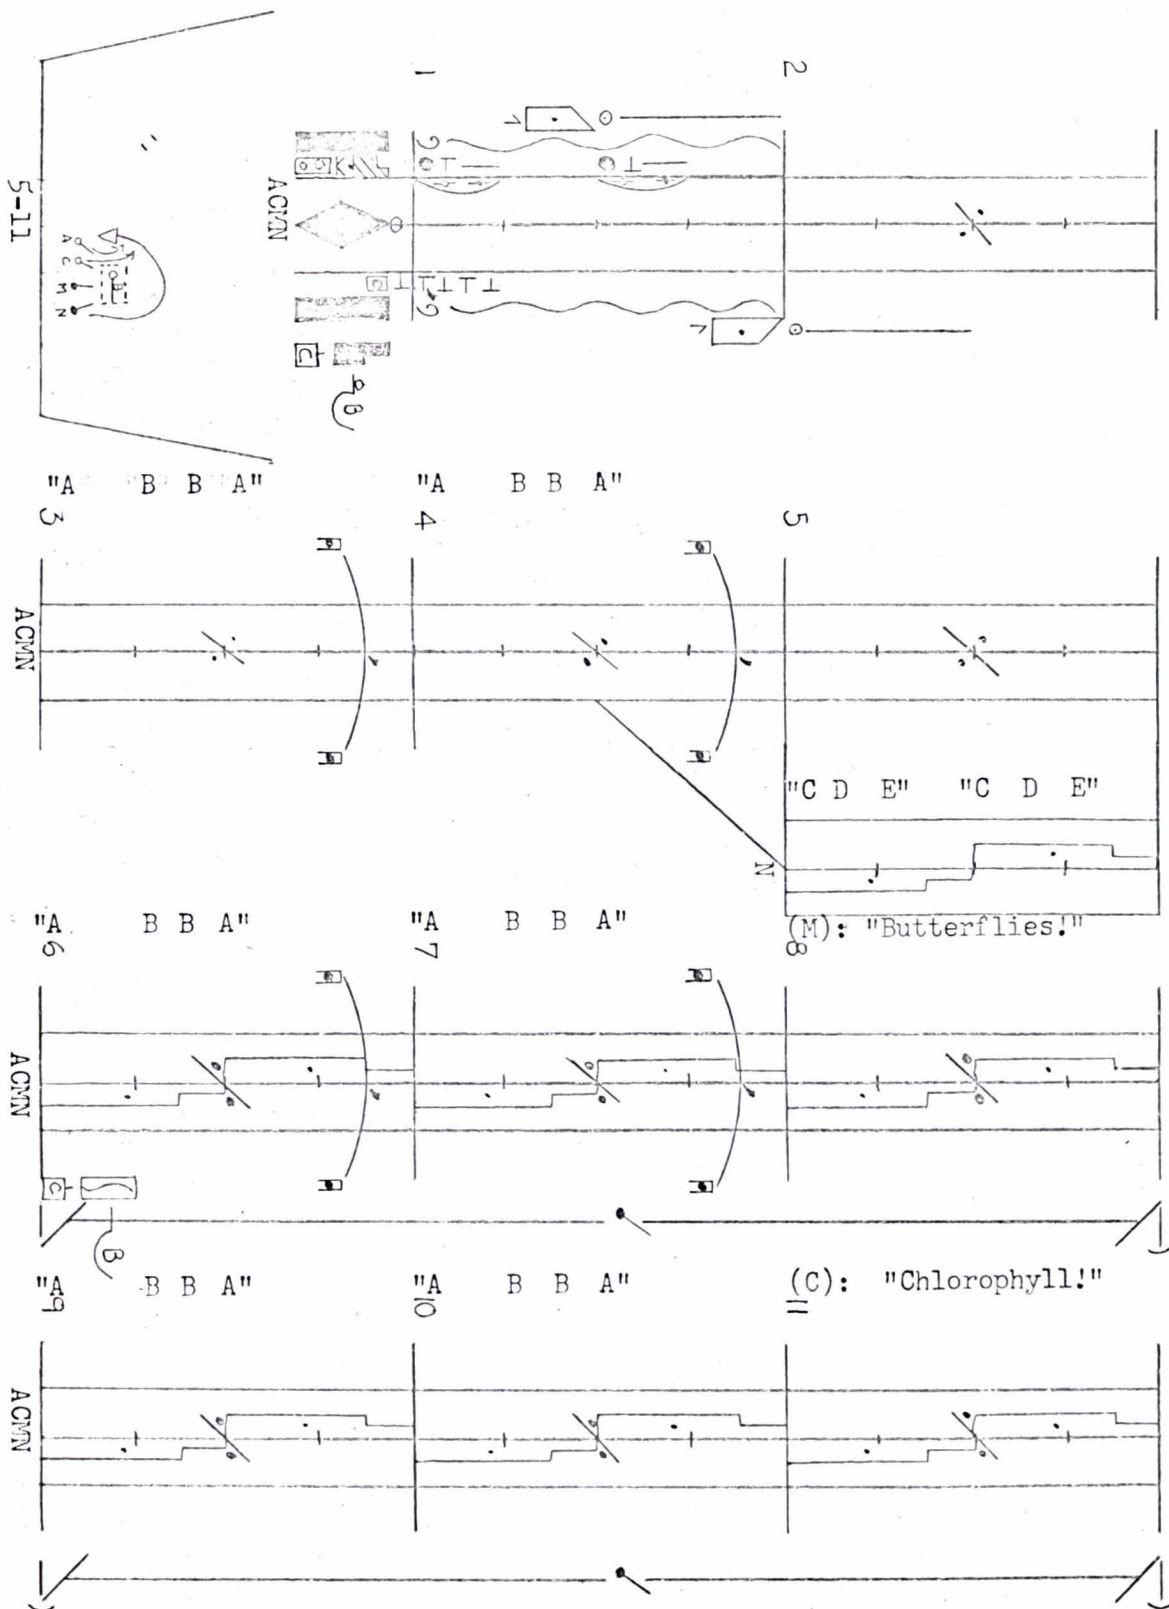 1
2
ACMN
5-11
A C M N
C
B
"A B B A"
"A B B A"
3
4
5
ACMN
"C D E" "C D E"
N
"A B B A"
"A B B A"
(M): "Butterflies!"
6
7
8
ACMN
C
B
"A B B A"
"A B B A"
(C): "Chlorophyll!"
9
10
11
ACMN